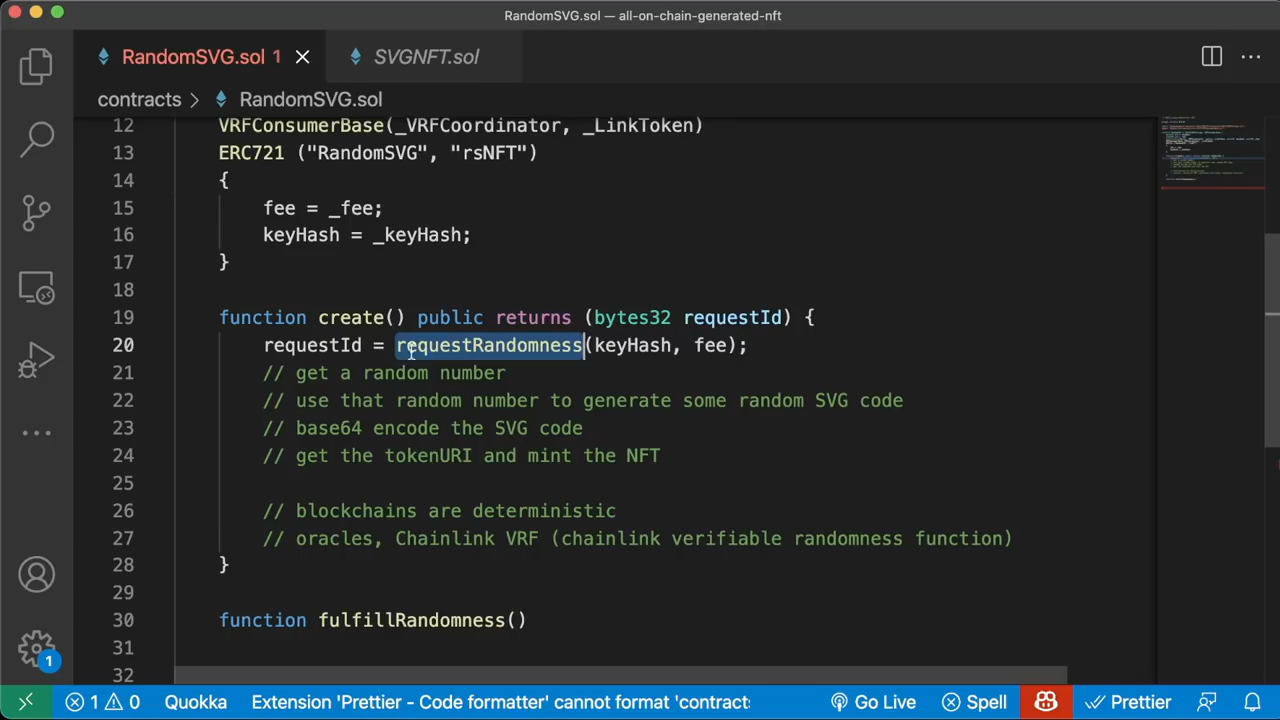 RandomSVG.sol — all-on-chain-generated-nft
RandomSVG.sol 1
SVGNFT.sol
contracts > RandomSVG.sol
12 VRFConsumerBase(_VRFCoordinator, _LinkToken)
13 ERC721 ("RandomSVG", "rsNFT")
14 {
15 fee = _fee;
16 keyHash = _keyHash;
17 }
18
19 function create() public returns (bytes32 requestId) {
20 requestId = requestRandomness(keyHash, fee);
21 // get a random number
22 // use that random number to generate some random SVG code
23 // base64 encode the SVG code
24 // get the tokenURI and mint the NFT
25
26 // blockchains are deterministic
27 // oracles, Chainlink VRF (chainlink verifiable randomness function)
28 }
29
30 function fulfillRandomness()
31
32
1
1 0 Quokka Extension 'Prettier - Code formatter' cannot format 'contract: Go Live Spell Prettier